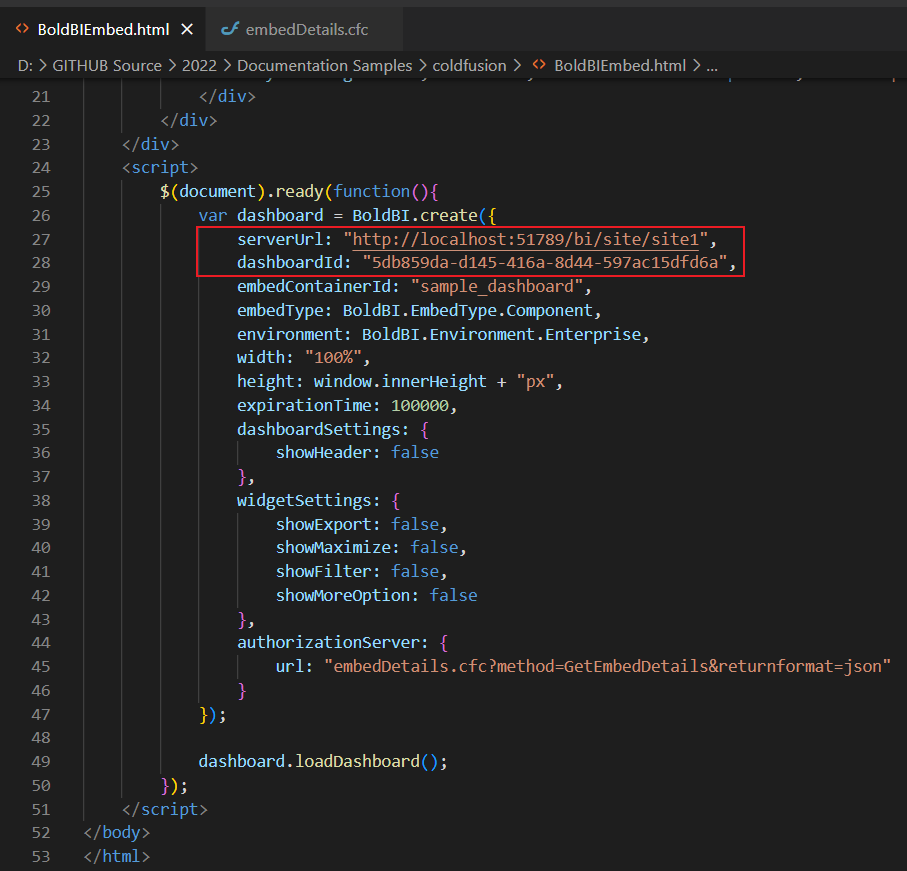 BoldBIEmbed.html embedDetails.cfc
D: > GITHUB Source > 2022 > Documentation Samples > coldfusion > <> BoldBIEmbed.html > ...
21 </div>
22 </div>
23 </div>
24 <script>
25 $(document).ready(function(){
26 var dashboard = BoldBI.create({
27 serverUrl: "http://localhost:51789/bi/site/site1",
28 dashboardId: "5db859da-d145-416a-8d44-597ac15dfd6a",
29 embedContainerId: "sample_dashboard",
30 embedType: BoldBI.EmbedType.Component,
31 environment: BoldBI.Environment.Enterprise,
32 width: "100%",
33 height: window.innerHeight + "px",
34 expirationTime: 100000,
35 dashboardSettings: {
36 showHeader: false
37 },
38 widgetSettings: {
39 showExport: false,
40 showMaximize: false,
41 showFilter: false,
42 showMoreOption: false
43 },
44 authorizationServer: {
45 url: "embedDetails.cfc?method=GetEmbedDetails&returnformat=json"
46 }
47 });
48
49 dashboard.loadDashboard();
50 });
51 </script>
52 </body>
53 </html>